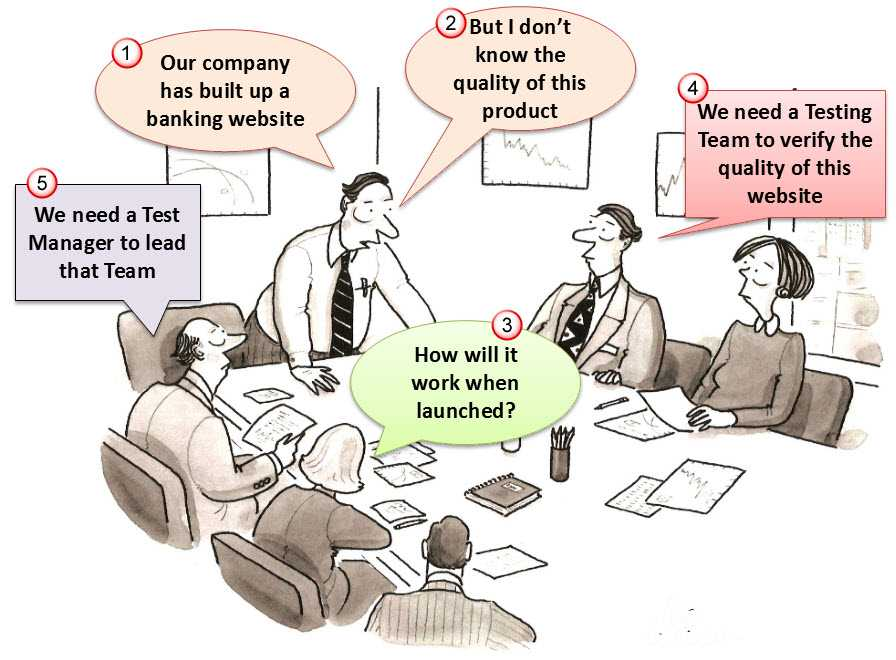 1
Our company
has built up a
banking website
2
But I don't
know the
quality of this
product
3
How will it
work when
launched?
4
We need a Testing
Team to verify the
quality of this
website
5
We need a Test
Manager to lead
that Team